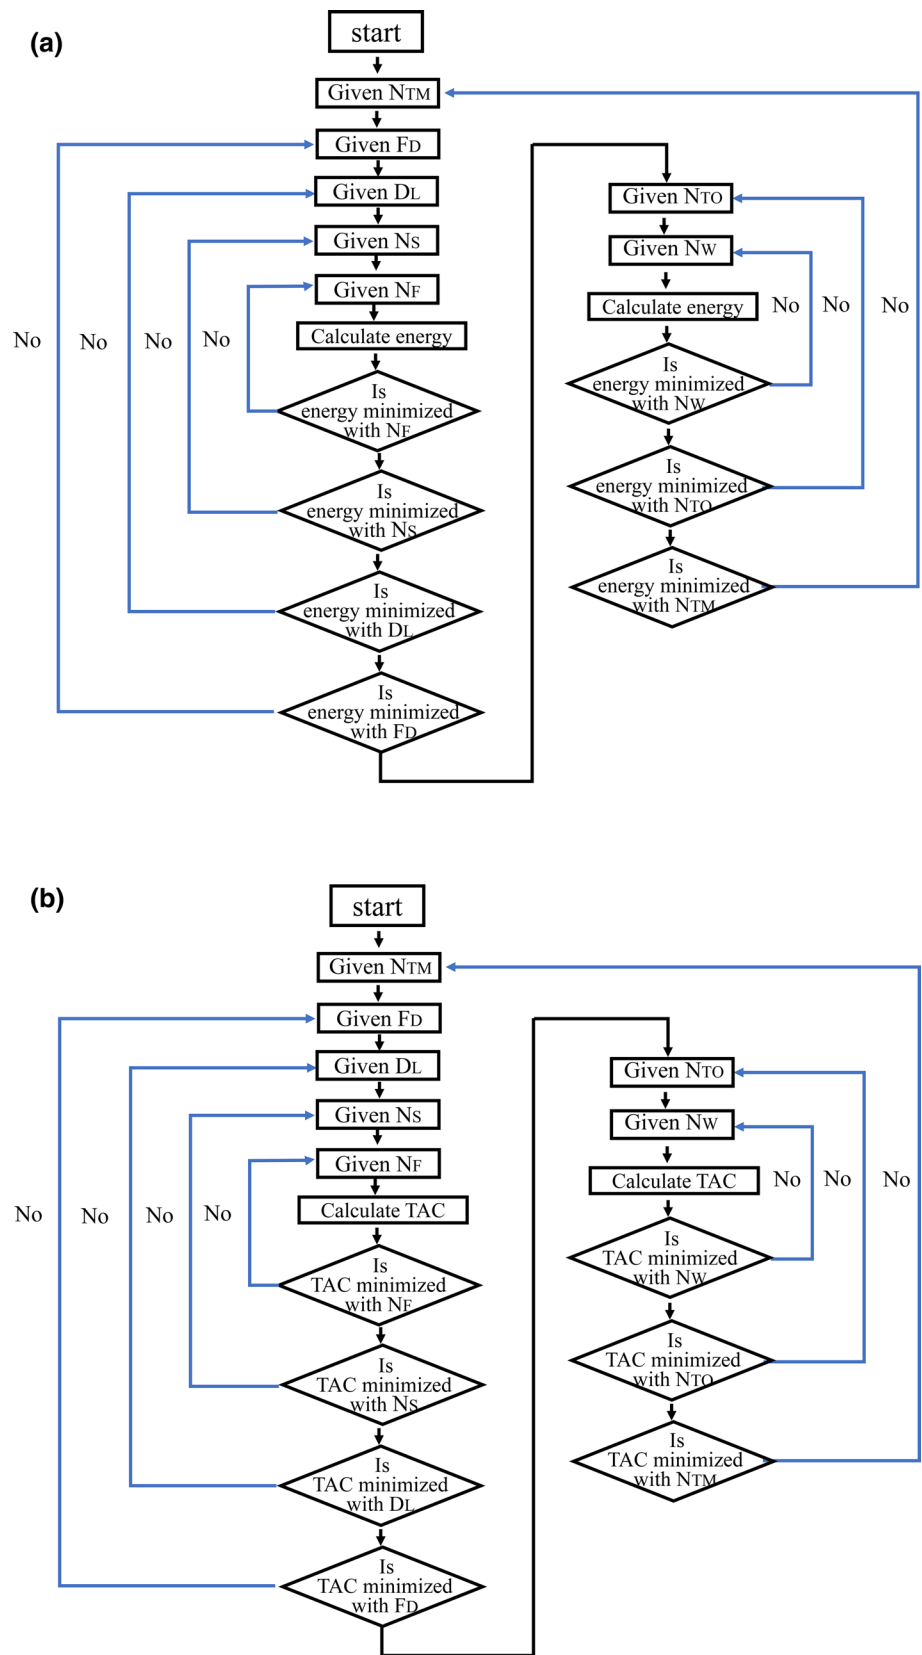 (a)
start
Given NTM
Given FD
Given DL
Given NS
Given NF
Calculate energy
Is
energy minimized
with NF
Is
energy minimized
with NS
Is
energy minimized
with DL
Is
energy minimized
with FD
No
No
No
No
Given NTO
Given NW
Calculate energy
Is
energy minimized
with NW
Is
energy minimized
with NTO
Is
energy minimized
with NTM
No
No
No
(b)
start
Given NTM
Given FD
Given DL
Given NS
Given NF
Calculate TAC
Is
TAC minimized
with NF
Is
TAC minimized
with NS
Is
TAC minimized
with DL
Is
TAC minimized
with FD
No
No
No
No
Given NTO
Given NW
Calculate TAC
Is
TAC minimized
with NW
Is
TAC minimized
with NTO
Is
TAC minimized
with NTM
No
No
No